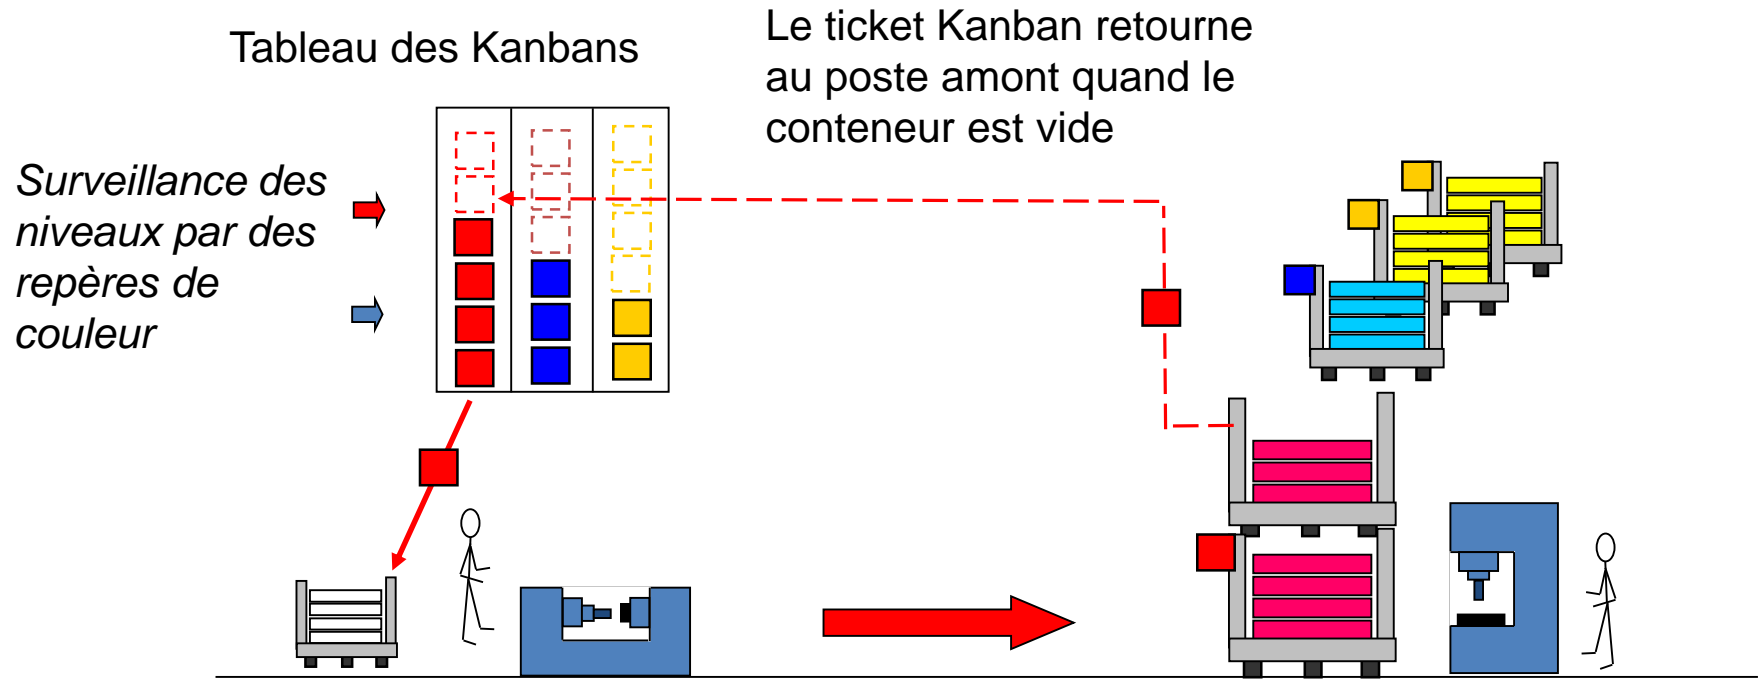 Tableau des Kanbans
Le ticket Kanban retourne
au poste amont quand le
conteneur est vide
Surveillance des
niveaux par des
repères de
couleur